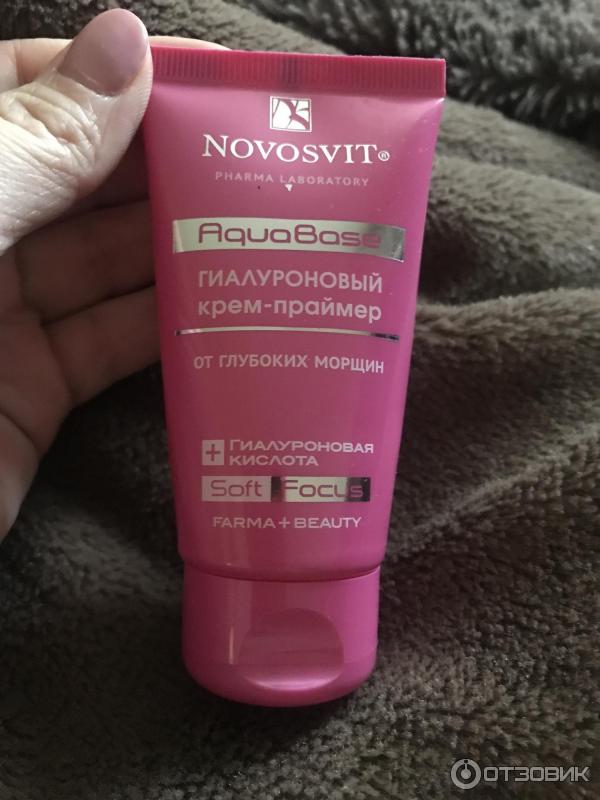 NOVOSVIT®
PHARMA LABORATORY
AquaBase
ГИАЛУРОНОВЫЙ
крем-праймер
ОТ ГЛУБОКИХ МОРЩИН
+ ГИАЛУРОНОВАЯ
КИСЛОТА
Soft Focus
FARMA+BEAUTY
ОТЗОВИК